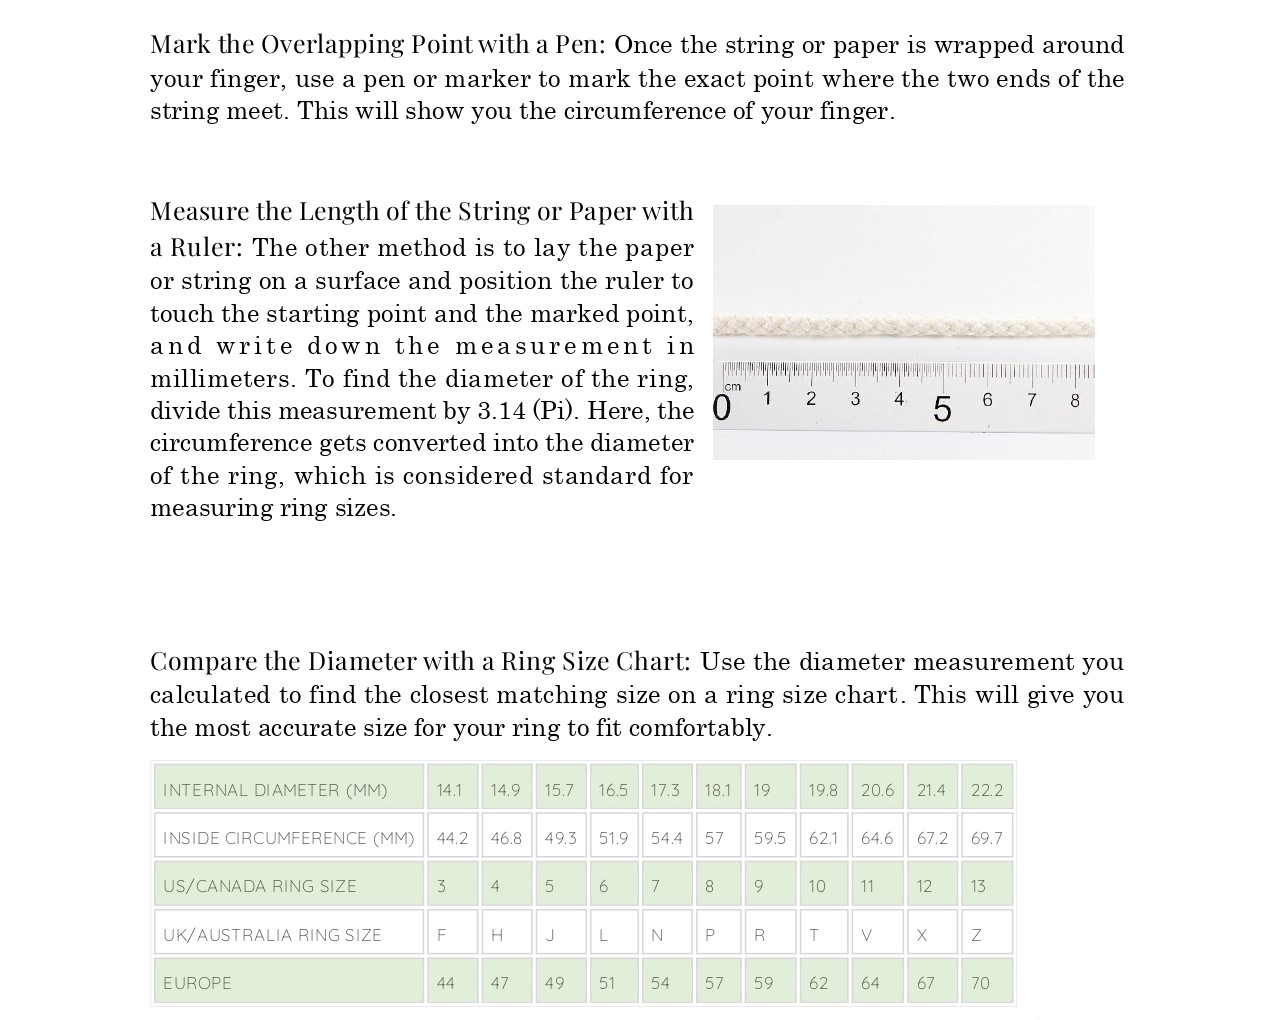 Mark the Overlapping Point with a Pen: Once the string or paper is wrapped around
your finger, use a pen or marker to mark the exact point where the two ends of the
string meet. This will show you the circumference of your finger.
Measure the Length of the String or Paper with
a Ruler: The other method is to lay the paper
or string on a surface and position the ruler to
touch the starting point and the marked point,
and write down the measurement in
millimeters. To find the diameter of the ring,
divide this measurement by 3.14 (Pi). Here, the
circumference gets converted into the diameter
of the ring, which is considered standard for
measuring ring sizes.
cm
0 1 2 3 4 5 6 7 8
Compare the Diameter with a Ring Size Chart: Use the diameter measurement you
calculated to find the closest matching size on a ring size chart. This will give you
the most accurate size for your ring to fit comfortably.
INTERNAL DIAMETER (MM) 14.1 14.9 15.7 16.5 17.3 18.1 19 19.8 20.6 21.4 22.2
INSIDE CIRCUMFERENCE (MM) 44.2 46.8 49.3 51.9 54.4 57 59.5 62.1 64.6 67.2 69.7
US/CANADA RING SIZE 3 4 5 6 7 8 9 10 11 12 13
UK/AUSTRALIA RING SIZE F H J L N P R T V X Z
EUROPE 44 47 49 51 54 57 59 62 64 67 70